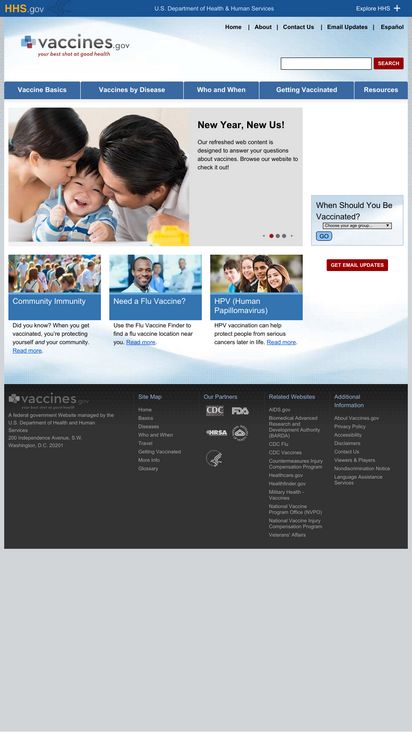 HHS.gov
U.S. Department of Health & Human Services
Explore HHS +
Home | About | Contact Us | Email Updates | Español
vaccines.gov
your best shot at good health
SEARCH
Vaccine Basics
Vaccines by Disease
Who and When
Getting Vaccinated
Resources
New Year, New Us!
Our refreshed web content is
designed to answer your questions
about vaccines. Browse our website to
check it out!
When Should You Be
Vaccinated?
Choose your age group...
GO
GET EMAIL UPDATES
Community Immunity
Did you know? When you get
vaccinated, you're protecting
yourself and your community.
Read more.
Need a Flu Vaccine?
Use the Flu Vaccine Finder to
find a flu vaccine location near
you. Read more.
HPV (Human
Papillomavirus)
HPV vaccination can help
protect people from serious
cancers later in life. Read more.
vaccines.gov
your best shot at good health
A federal government Website managed by the
U.S. Department of Health and Human
Services
200 Independence Avenue, S.W.
Washington, D.C. 20201
Site Map
Home
Basics
Diseases
Who and When
Travel
Getting Vaccinated
More Info
Glossary
Our Partners
CDC
FDA
HRSA
Related Websites
AIDS.gov
Biomedical Advanced
Research and
Development Authority
(BARDA)
CDC Flu
CDC Vaccines
Countermeasures Injury
Compensation Program
Healthcare.gov
Healthfinder.gov
Military Health -
Vaccines
National Vaccine
Program Office (NVPO)
National Vaccine Injury
Compensation Program
Veterans' Affairs
Additional
Information
About Vaccines.gov
Privacy Policy
Accessibility
Disclaimers
Contact Us
Viewers & Players
Nondiscrimination Notice
Language Assistance
Services